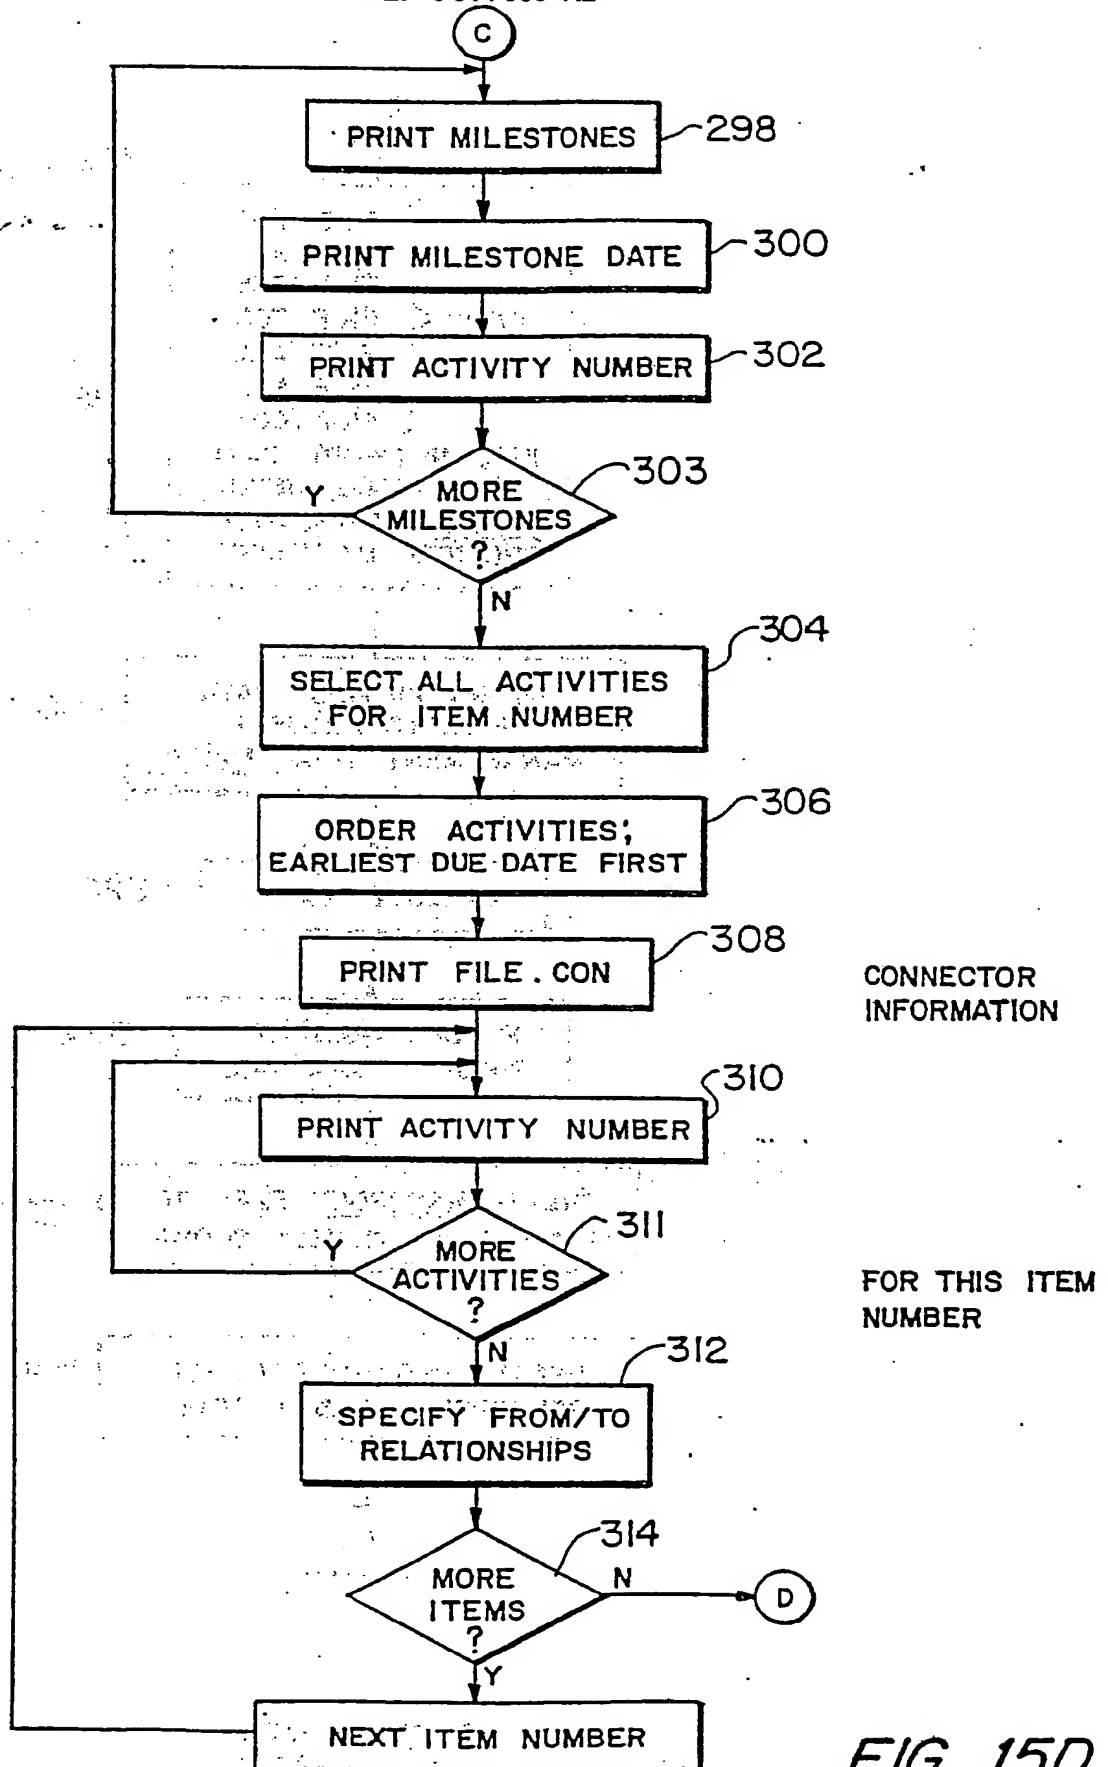 C
PRINT MILESTONES
298
PRINT MILESTONE DATE
300
PRINT ACTIVITY NUMBER
302
MORE
MILESTONES
?
303
Y
N
SELECT ALL ACTIVITIES
FOR ITEM NUMBER
304
ORDER ACTIVITIES;
EARLIEST DUE DATE FIRST
306
PRINT FILE.CON
308
CONNECTOR
INFORMATION
PRINT ACTIVITY NUMBER
310
MORE
ACTIVITIES
?
311
Y
N
FOR THIS ITEM
NUMBER
SPECIFY FROM/TO
RELATIONSHIPS
312
MORE
ITEMS
?
314
N
D
Y
NEXT ITEM NUMBER
FIG. 15D